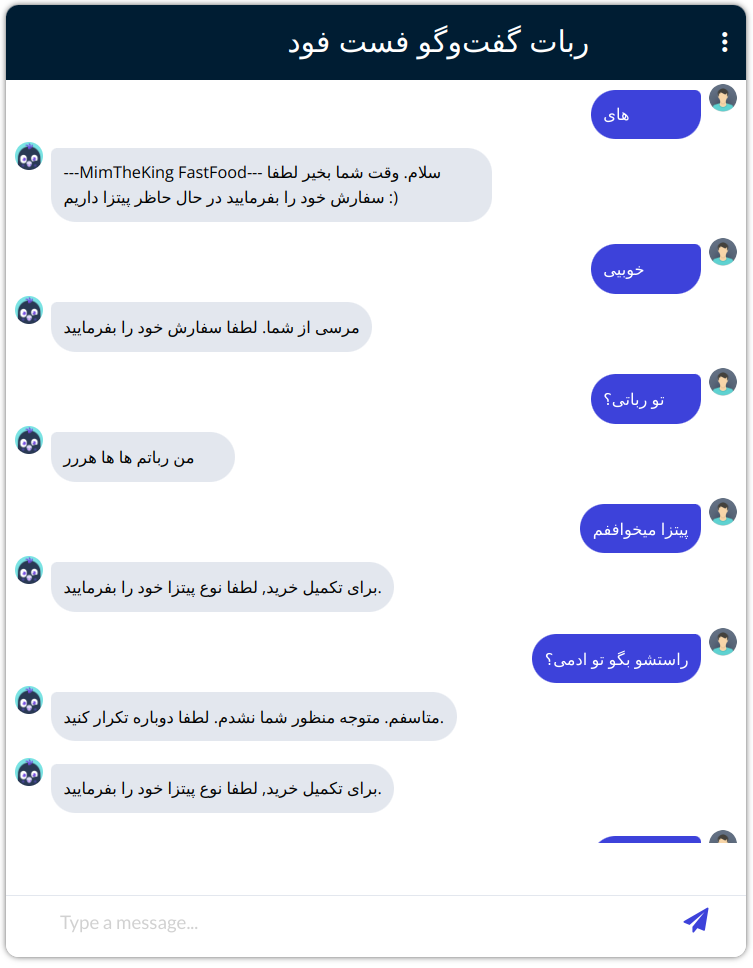 ربات گفت‌وگو فست فود
های
---MimTheKing FastFood--- سلام. وقت شما بخیر لطفا
سفارش خود را بفرمایید در حال حاظر پیتزا داریم :)
خوبیی
مرسی از شما. لطفا سفارش خود را بفرمایید
تو رباتی؟
من رباتم ها ها هررر
پیتزا میخوافقم
برای تکمیل خرید, لطفا نوع پیتزا خود را بفرمایید.
راستشو بگو تو ادمی؟
متاسفم. متوجه منظور شما نشدم. لطفا دوباره تکرار کنید.
برای تکمیل خرید, لطفا نوع پیتزا خود را بفرمایید.
Type a message...